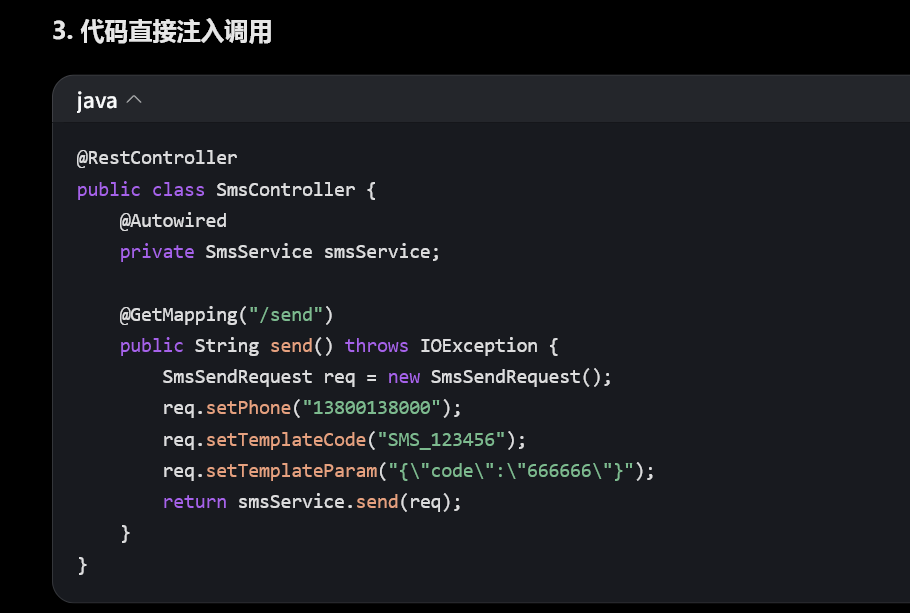 3. 代码直接注入调用
java
@RestController
public class SmsController {
    @Autowired
    private SmsService smsService;
    @GetMapping("/send")
    public String send() throws IOException {
        SmsSendRequest req = new SmsSendRequest();
        req.setPhone("13800138000");
        req.setTemplateCode("SMS_123456");
        req.setTemplateParam("{\"code\":\"666666\"}");
        return smsService.send(req);
    }
}